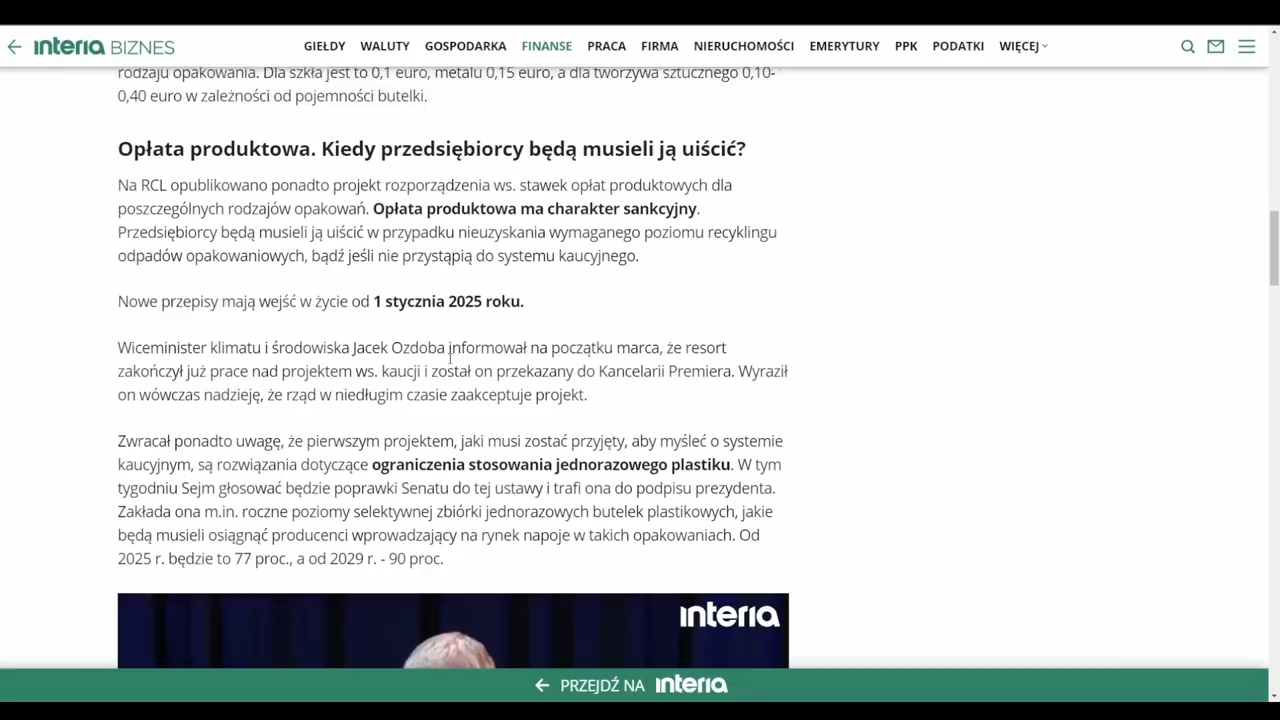 interia BIZNES GIEŁDY WALUTY GOSPODARKA FINANSE PRACA FIRMA NIERUCHOMOŚCI EMERYTURY PPK PODATKI WIĘCEJ
rodzaju opakowania. Dla szkła jest to 0,1 euro, metalu 0,15 euro, a dla tworzywa sztucznego 0,10-
0,40 euro w zależności od pojemności butelki.
Opłata produktowa. Kiedy przedsiębiorcy będą musieli ją uiścić?
Na RCL opublikowano ponadto projekt rozporządzenia ws. stawek opłat produktowych dla
poszczególnych rodzajów opakowań. Opłata produktowa ma charakter sankcyjny.
Przedsiębiorcy będą musieli ją uiścić w przypadku nieuzyskania wymaganego poziomu recyklingu
odpadów opakowaniowych, bądź jeśli nie przystąpią do systemu kaucyjnego.
Nowe przepisy mają wejść w życie od 1 stycznia 2025 roku.
Wiceminister klimatu i środowiska Jacek Ozdoba informował na początku marca, że resort
zakończył już prace nad projektem ws. kaucji i został on przekazany do Kancelarii Premiera. Wyraził
on wówczas nadzieję, że rząd w niedługim czasie zaakceptuje projekt.
Zwracał ponadto uwagę, że pierwszym projektem, jaki musi zostać przyjęty, aby myśleć o systemie
kaucyjnym, są rozwiązania dotyczące ograniczenia stosowania jednorazowego plastiku. W tym
tygodniu Sejm głosować będzie poprawki Senatu do tej ustawy i trafi ona do podpisu prezydenta.
Zakłada ona m.in. roczne poziomy selektywnej zbiórki jednorazowych butelek plastikowych, jakie
będą musieli osiągnąć producenci wprowadzający na rynek napoje w takich opakowaniach. Od
2025 r. będzie to 77 proc., a od 2029 r. - 90 proc.
interia
PRZEJDŹ NA interia